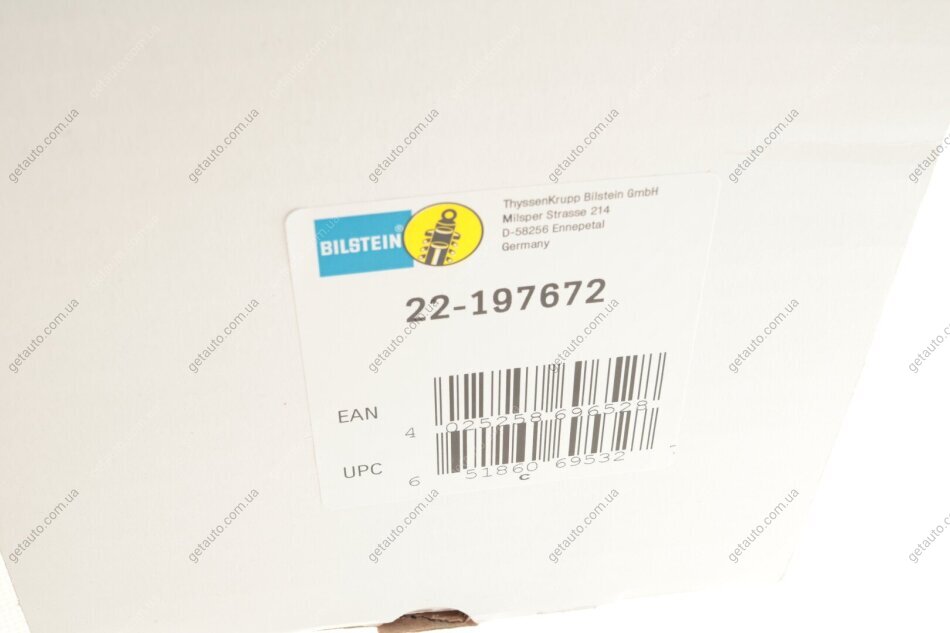 BILSTEIN®
ThyssenKrupp Bilstein GmbH
Milsper Strasse 214
D-58256 Ennepetal
Germany
22-197672
EAN
4 025258 696528
UPC
6 51860 69532
c
getauto.com.ua